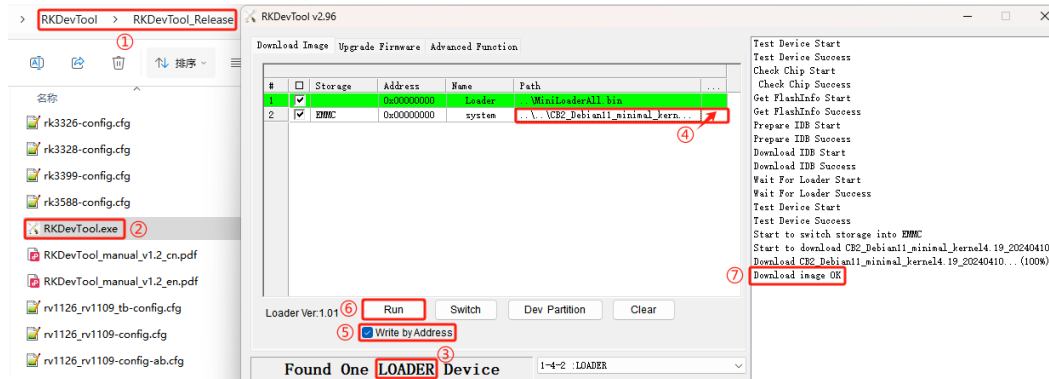 RKDevTool > RKDevTool_Release
①
排序
名称
rk3326-config.cfg
rk3328-config.cfg
rk3399-config.cfg
rk3588-config.cfg
RKDevTool.exe ②
RKDevTool_manual_v1.2_cn.pdf
RKDevTool_manual_v1.2_en.pdf
rv1126_rv1109_tb-config.cfg
rv1126_rv1109-config.cfg
rv1126_rv1109-config-ab.cfg
RKDevTool v2.96
Download Image Upgrade Firmware Advanced Function
# Storage Address Name Path ...
1 0x00000000 Loader ..\MiniLoaderAll.bin
2 EMMC 0x00000000 system ..\..\CB2_Debian11_minimal_kern...
④
Loader Ver:1.01 ⑥ Run Switch Dev Partition Clear
⑤ Write by Address
③
Found One LOADER Device 1-4-2 :LOADER
Test Device Start
Test Device Success
Check Chip Start
Check Chip Success
Get FlashInfo Start
Get FlashInfo Success
Prepare IDB Start
Prepare IDB Success
Download IDB Start
Download IDB Success
Wait For Loader Start
Wait For Loader Success
Test Device Start
Test Device Success
Start to switch storage into EMMC
Start to download CB2_Debian11_minimal_kernel4.19_20240410
Download CB2_Debian11_minimal_kernel4.19_20240410...(100%)
⑦ Download image OK